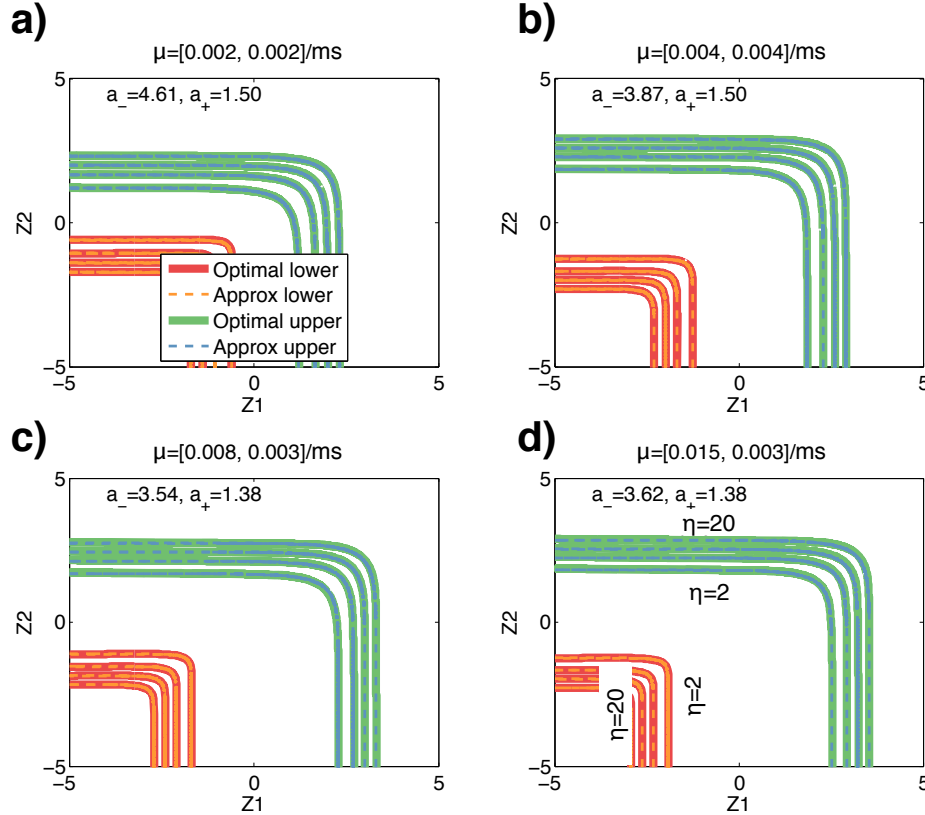 a)
μ=[0.002, 0.002]/ms
5
a_=4.61, a+=1.50
Z2
0
Optimal lower
Approx lower
Optimal upper
Approx upper
−5
−5
0
5
Z1
b)
μ=[0.004, 0.004]/ms
5
a_=3.87, a+=1.50
Z2
0
−5
−5
0
5
Z1
c)
μ=[0.008, 0.003]/ms
5
a_=3.54, a+=1.38
Z2
0
−5
−5
0
5
Z1
d)
μ=[0.015, 0.003]/ms
5
a_=3.62, a+=1.38
η=20
η=2
Z2
0
η=20
η=2
−5
−5
0
5
Z1